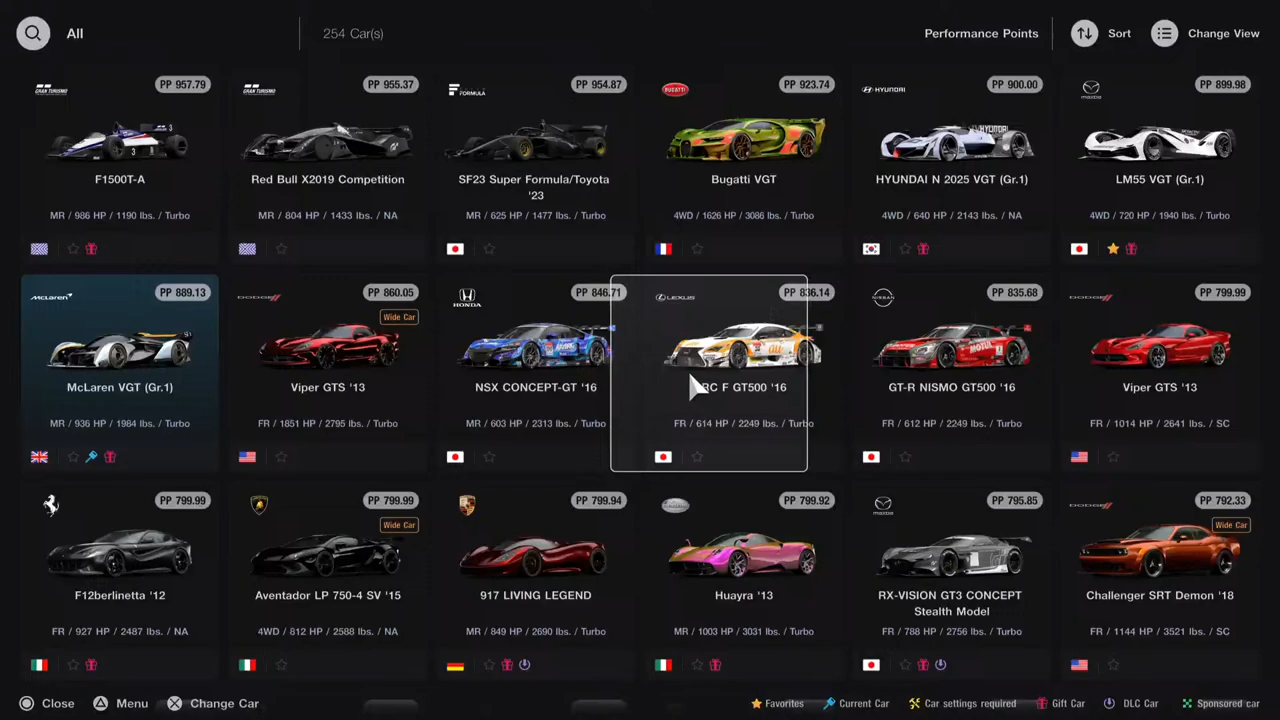 All
254 Car(s)
Performance Points
Sort
Change View
PP 957.79
F1500T-A
MR / 986 HP / 1190 lbs. / Turbo
PP 955.37
Red Bull X2019 Competition
MR / 804 HP / 1433 lbs. / NA
FORMULA
PP 954.87
SF23 Super Formula/Toyota
'23
MR / 625 HP / 1477 lbs. / Turbo
BUGATTI
PP 923.74
Bugatti VGT
4WD / 1626 HP / 3086 lbs. / Turbo
HYUNDAI
PP 900.00
HYUNDAI N 2025 VGT (Gr.1)
4WD / 640 HP / 2143 lbs. / NA
mazda
PP 899.98
LM55 VGT (Gr.1)
4WD / 720 HP / 1940 lbs. / Turbo
McLaren
PP 889.13
McLaren VGT (Gr.1)
MR / 936 HP / 1984 lbs. / Turbo
DODGE
PP 860.05
Wide Car
Viper GTS '13
FR / 1851 HP / 2795 lbs. / Turbo
HONDA
PP 846.71
NSX CONCEPT-GT '16
MR / 603 HP / 2313 lbs. / Turbo
LEXUS
PP 836.14
RC F GT500 '16
FR / 614 HP / 2249 lbs. / Turbo
NISSAN
PP 835.68
MOTUL
GT-R NISMO GT500 '16
FR / 612 HP / 2249 lbs. / Turbo
DODGE
PP 799.99
Viper GTS '13
FR / 1014 HP / 2641 lbs. / SC
PP 799.99
F12berlinetta '12
FR / 927 HP / 2487 lbs. / NA
PP 799.99
Wide Car
Aventador LP 750-4 SV '15
4WD / 812 HP / 2588 lbs. / NA
PP 799.94
917 LIVING LEGEND
MR / 849 HP / 2690 lbs. / Turbo
PP 799.92
Huayra '13
MR / 1003 HP / 3031 lbs. / Turbo
mazda
PP 795.85
RX-VISION GT3 CONCEPT
Stealth Model
FR / 788 HP / 2756 lbs. / Turbo
DODGE
PP 792.33
Wide Car
Challenger SRT Demon '18
FR / 1144 HP / 3521 lbs. / SC
Close
Menu
Change Car
Favorites
Current Car
Car settings required
Gift Car
DLC Car
Sponsored car